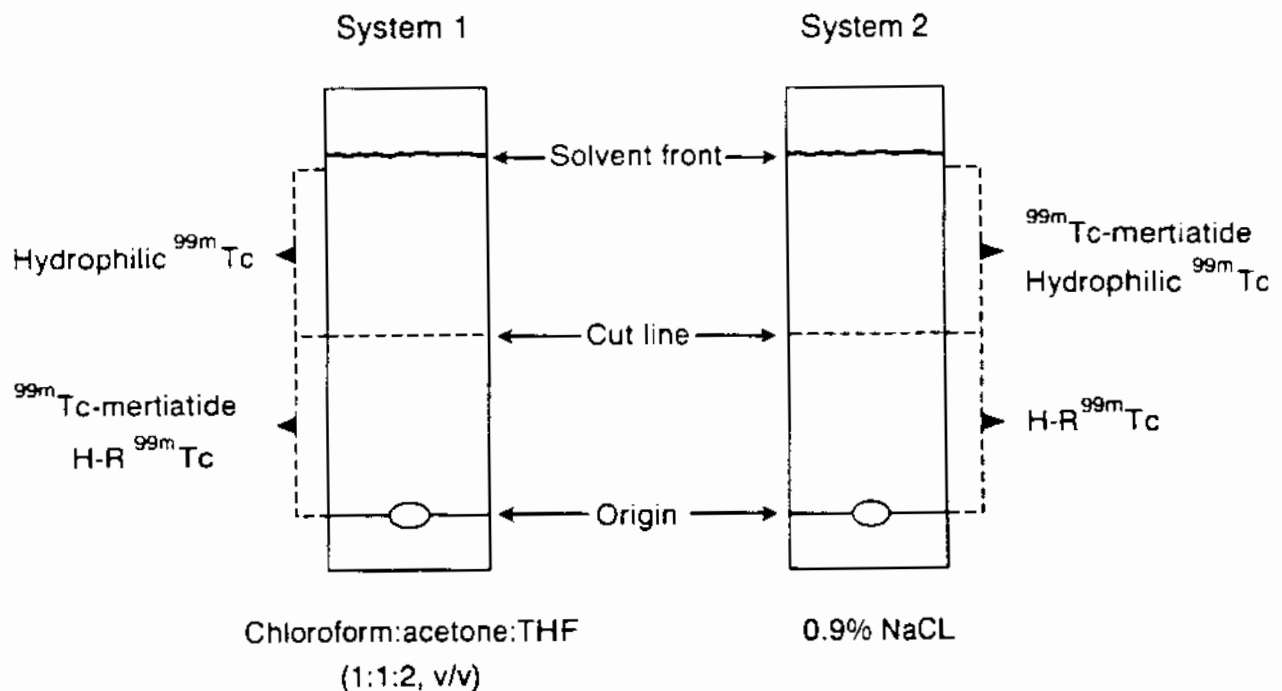 System 1
System 2
Solvent front
Hydrophilic 99mTc
99mTc-mertiatide
Hydrophilic 99mTc
Cut line
99mTc-mertiatide
H-R 99mTc
H-R 99mTc
Origin
Chloroform:acetone:THF
(1:1:2, v/v)
0.9% NaCL